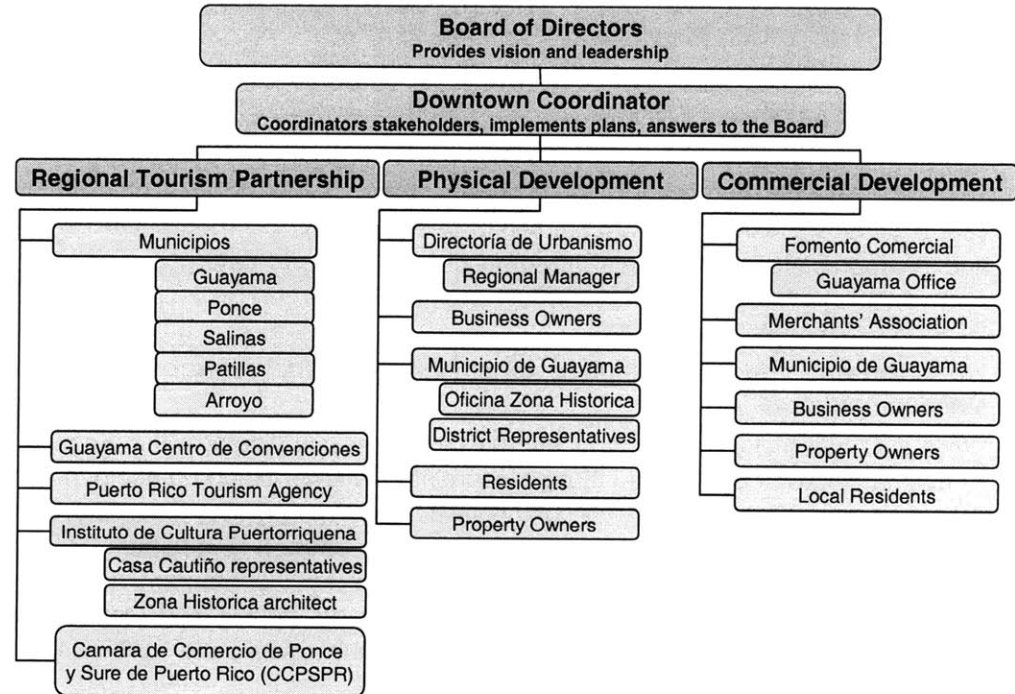 Board of Directors
Provides vision and leadership
Downtown Coordinator
Coordinators stakeholders, implements plans, answers to the Board
Regional Tourism Partnership
Municipios
Guayama
Ponce
Salinas
Patillas
Arroyo
Guayama Centro de Convenciones
Puerto Rico Tourism Agency
Instituto de Cultura Puertorriquena
Casa Cautiño representatives
Zona Historica architect
Camara de Comercio de Ponce
y Sure de Puerto Rico (CCPSPR)
Physical Development
Directoría de Urbanismo
Regional Manager
Business Owners
Municipio de Guayama
Oficina Zona Historica
District Representatives
Residents
Property Owners
Commercial Development
Fomento Comercial
Guayama Office
Merchants' Association
Municipio de Guayama
Business Owners
Property Owners
Local Residents